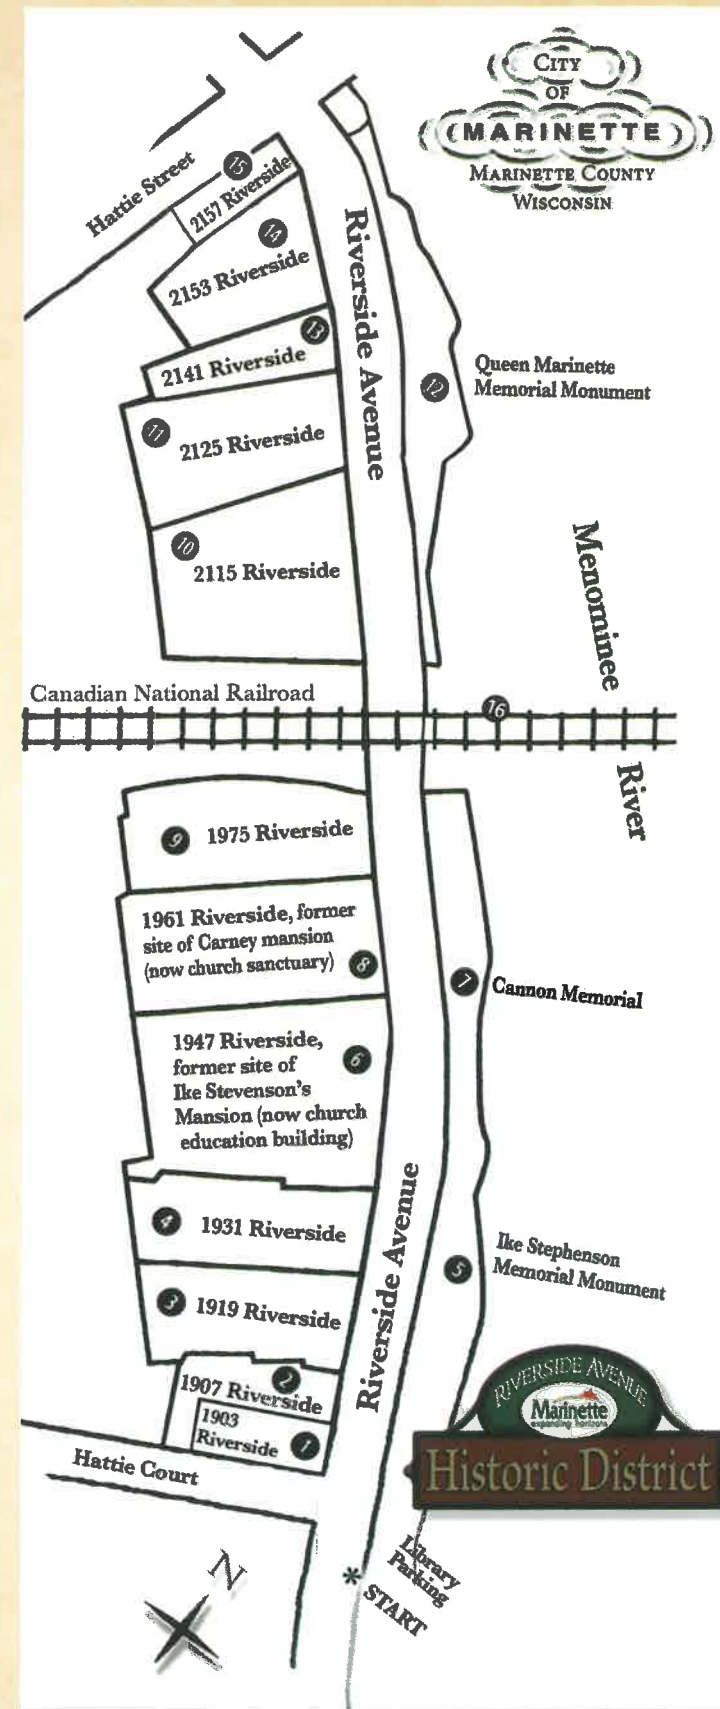 CITY
OF
MARINETTE
MARINETTE COUNTY
WISCONSIN
Hattie Street
15
2157 Riverside
14
2153 Riverside
13
2141 Riverside
Riverside Avenue
12
Queen Marinette
Memorial Monument
11
2125 Riverside
10
2115 Riverside
Menominee
River
Canadian National Railroad
16
9
1975 Riverside
1961 Riverside, former
site of Carney mansion
(now church sanctuary)
8
7
Cannon Memorial
1947 Riverside,
former site of
Ike Stevenson's
Mansion (now church
education building)
6
4
1931 Riverside
Riverside Avenue
5
Ike Stephenson
Memorial Monument
3
1919 Riverside
2
1907 Riverside
1903
Riverside
1
Hattie Court
RIVERSIDE AVENUE
Marinette
expanding horizons
Historic District
Library
Parking
* START
N